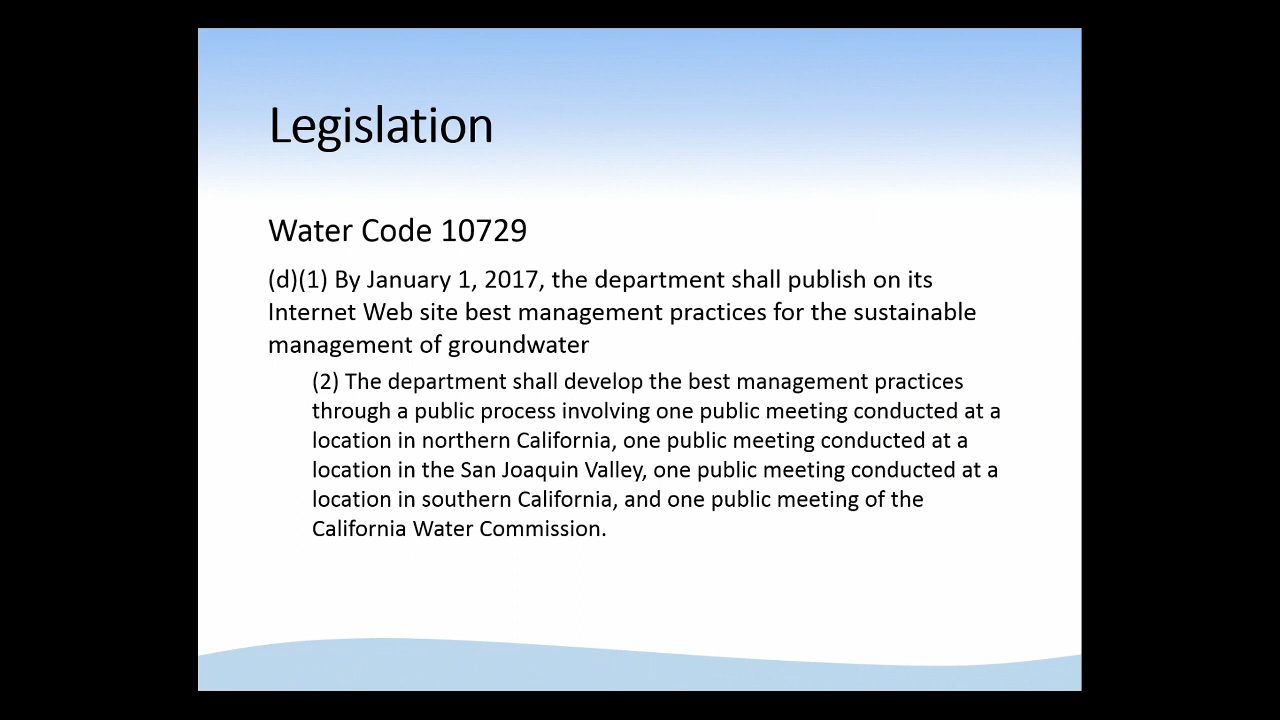 Legislation
Water Code 10729
(d)(1) By January 1, 2017, the department shall publish on its
Internet Web site best management practices for the sustainable
management of groundwater
(2) The department shall develop the best management practices
through a public process involving one public meeting conducted at a
location in northern California, one public meeting conducted at a
location in the San Joaquin Valley, one public meeting conducted at a
location in southern California, and one public meeting of the
California Water Commission.